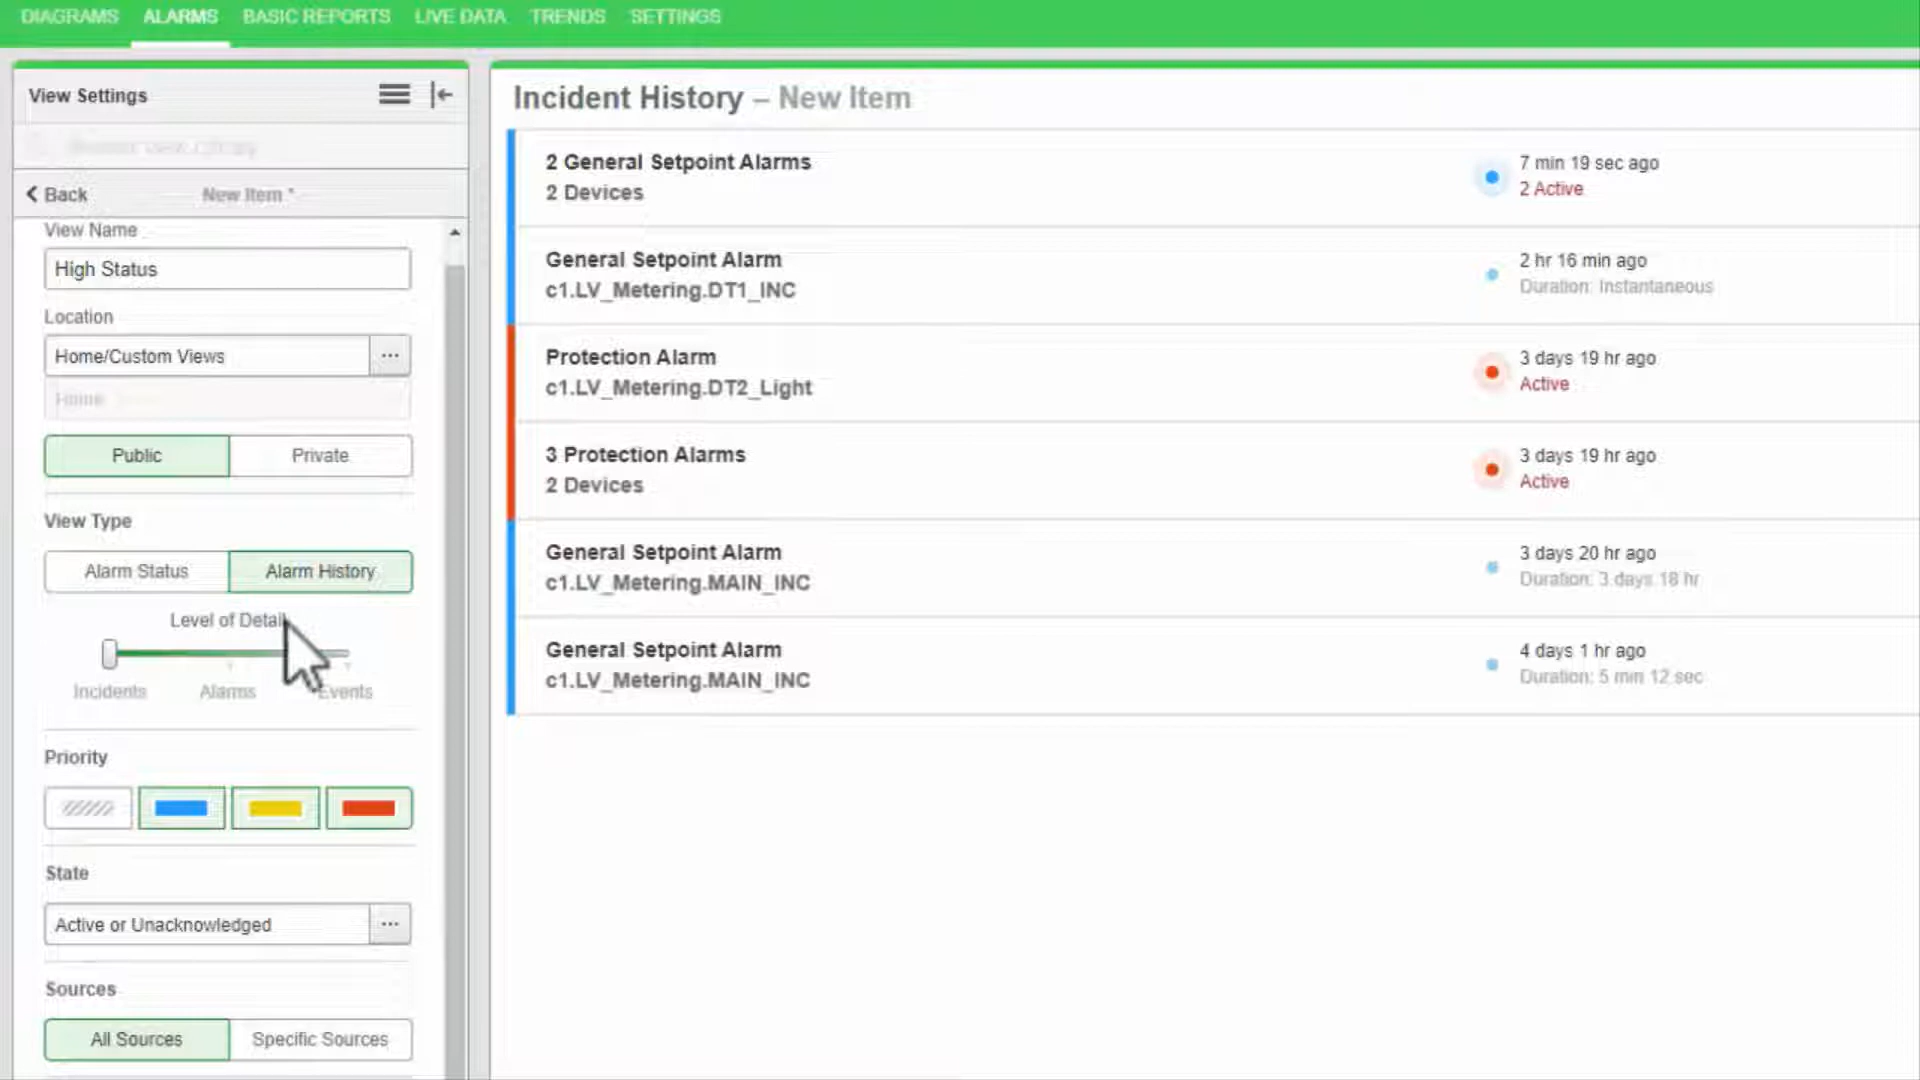 DIAGRAMS ALARMS BASIC REPORTS LIVE DATA TRENDS SETTINGS
View Settings
Back New Item *
View Name
High Status
Location
Home/Custom Views ...
Home
Public Private
View Type
Alarm Status Alarm History
Level of Detail
Incidents Alarms Events
Priority
State
Active or Unacknowledged ...
Sources
All Sources Specific Sources
Incident History – New Item
2 General Setpoint Alarms 7 min 19 sec ago
2 Devices 2 Active
General Setpoint Alarm 2 hr 16 min ago
c1.LV_Metering.DT1_INC Duration: Instantaneous
Protection Alarm 3 days 19 hr ago
c1.LV_Metering.DT2_Light Active
3 Protection Alarms 3 days 19 hr ago
2 Devices Active
General Setpoint Alarm 3 days 20 hr ago
c1.LV_Metering.MAIN_INC Duration: 3 days 18 hr
General Setpoint Alarm 4 days 1 hr ago
c1.LV_Metering.MAIN_INC Duration: 5 min 12 sec